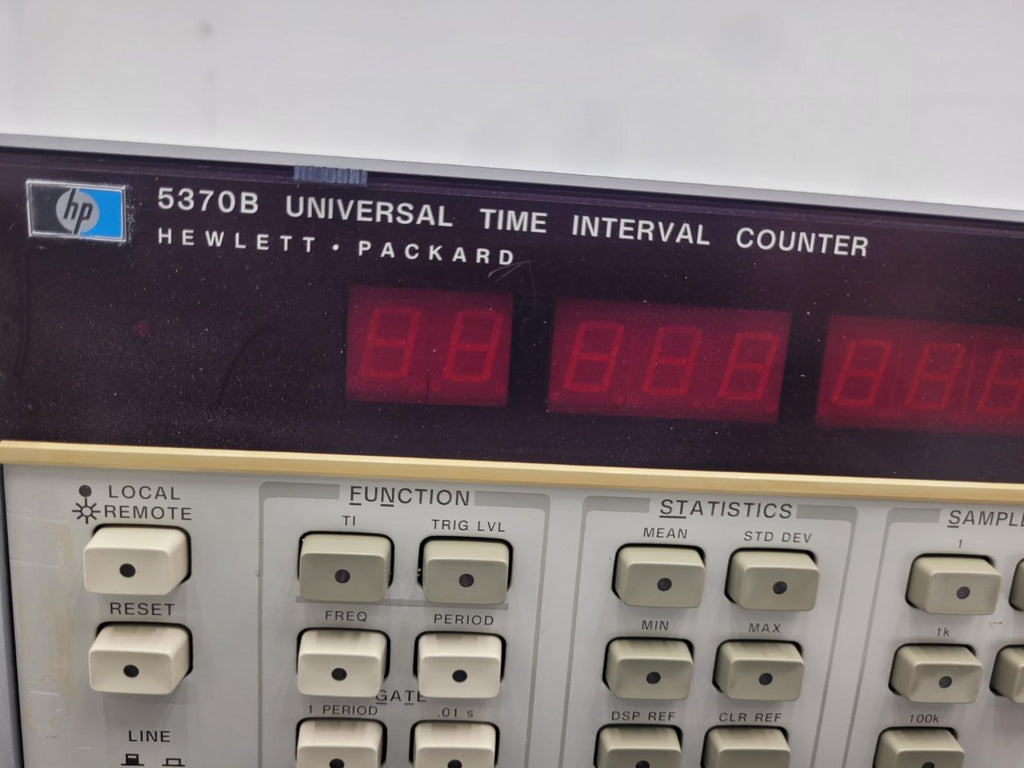 hp
5370B UNIVERSAL TIME INTERVAL COUNTER
HEWLETT • PACKARD
LOCAL
REMOTE
RESET
LINE
FUNCTION
TI TRIG LVL
FREQ PERIOD
GATE
1 PERIOD .01 s
STATISTICS
MEAN STD DEV
MIN MAX
DSP REF CLR REF
SAMPLE
1
1k
100k